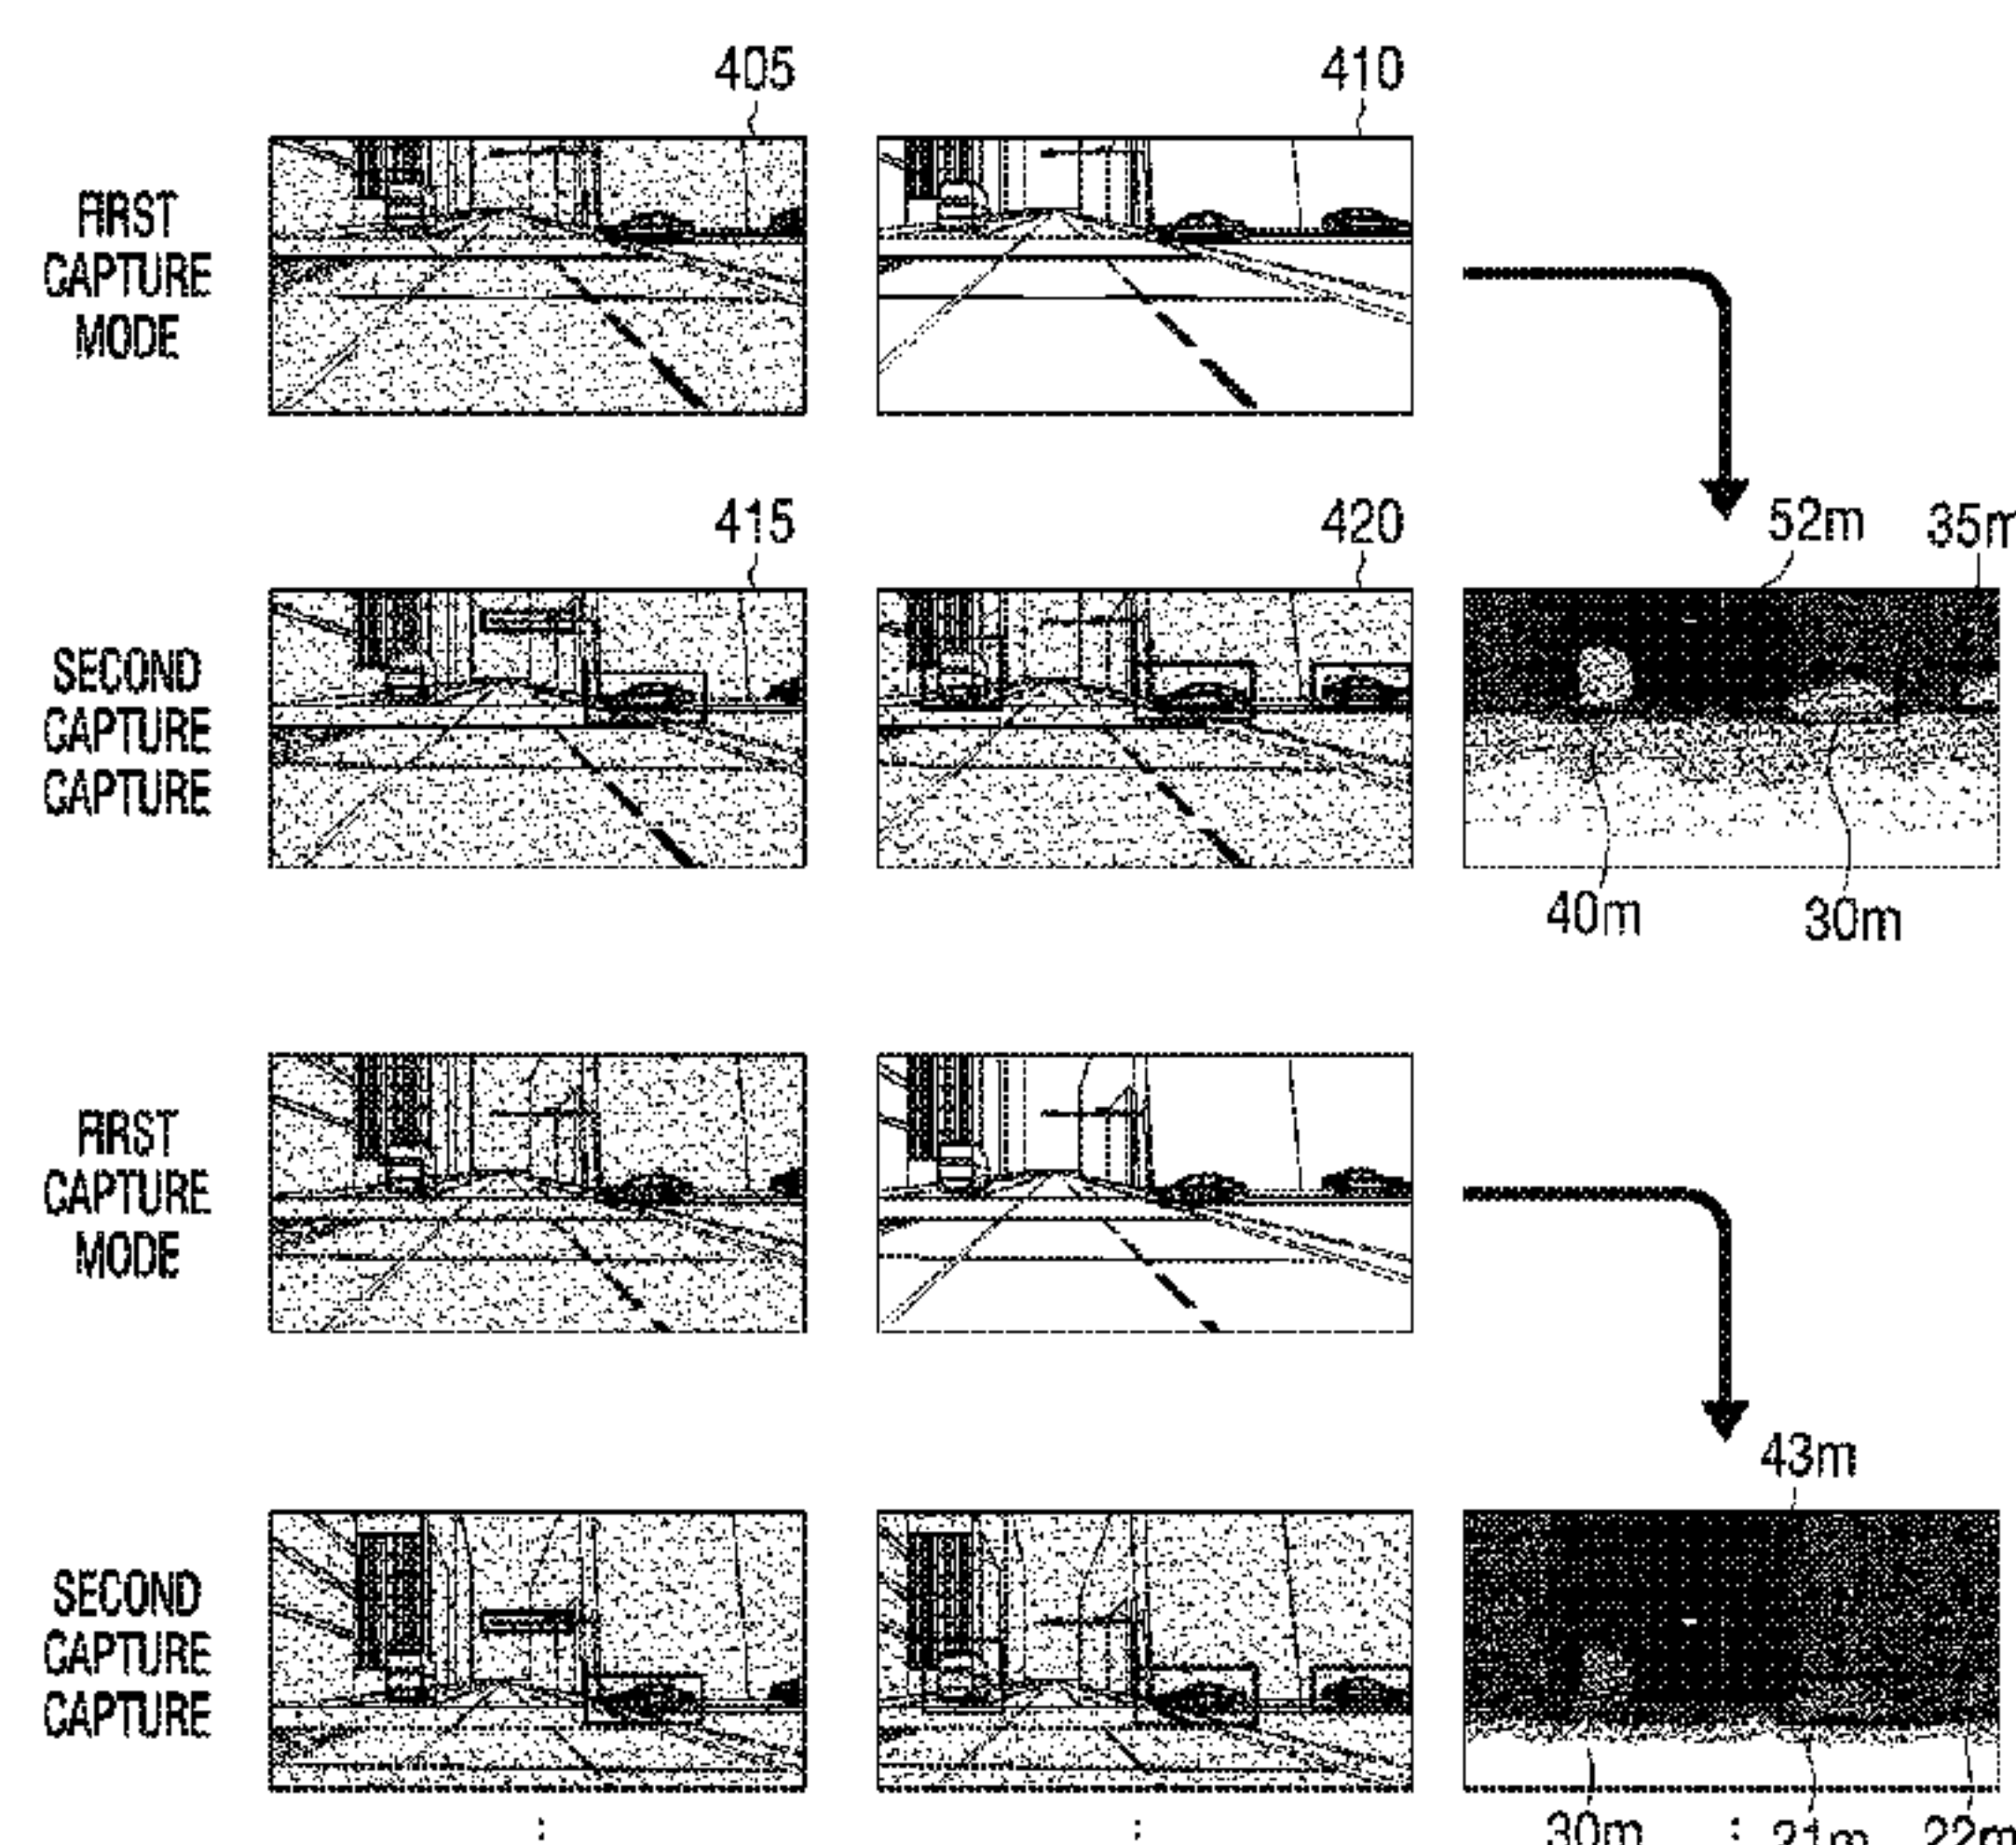 405
410
FIRST
CAPTURE
MODE
415
420
52m
35m
SECOND
CAPTURE
CAPTURE
40m
30m
FIRST
CAPTURE
MODE
43m
SECOND
CAPTURE
CAPTURE
30m
21m
22m